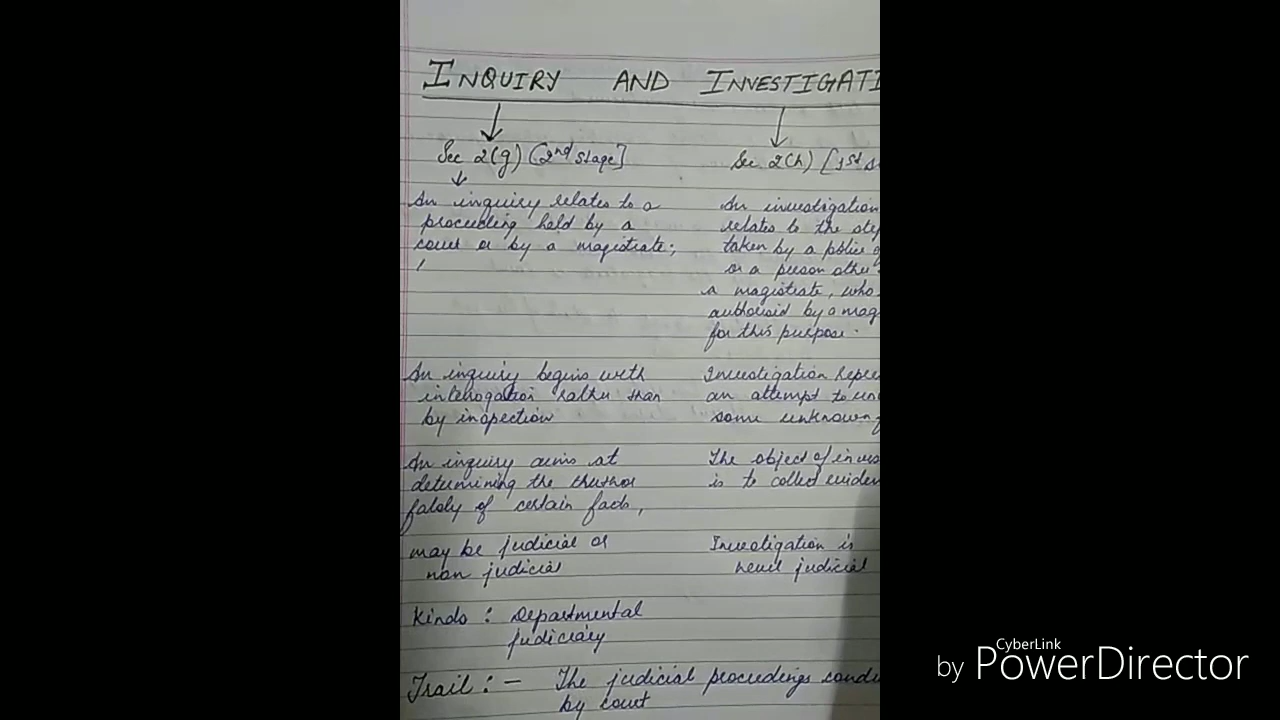 INQUIRY AND INVESTIGATI
Sec 2(g) (2nd stage]
An inquiry relates to a
proceeding held by a
court or by a magistrate;
Sec 2(h) [1st s
An investigation
relates to the ste
taken by a police o
or a person othe
a magistrate, who
authorisid by a mag
for this purpose.
An inquiry begins with
interrogation rather than
by inspection
Investigation repre
an attempt to un
some unknown
An inquiry aims at
determining the
falsly of certain facts,
The object of inves
is to collect eviden
may be judicial or
non judicial
Investigation is
never judicial
Kinds : Departmental
judiciary
Trail :- The judicial proceedings condu
by court
CyberLink
by PowerDirector